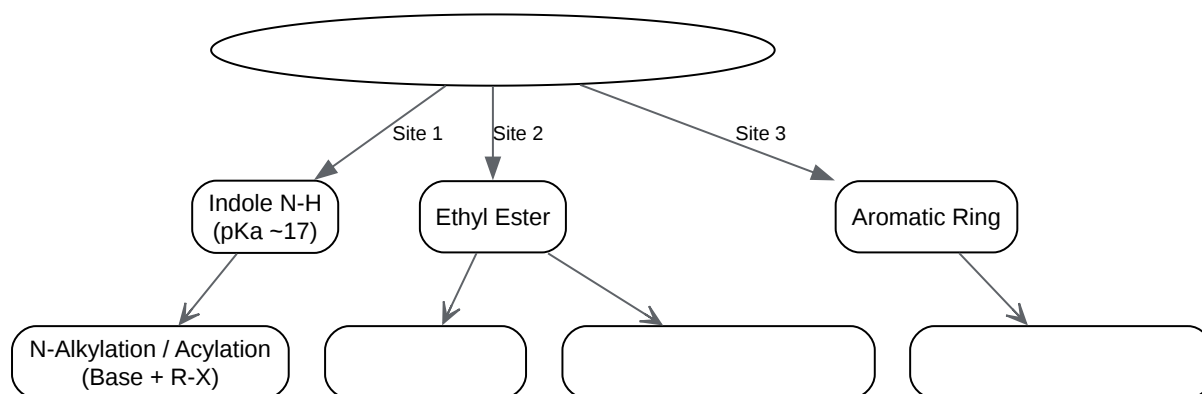 Site 1
Site 2
Site 3
Indole N-H
(pKa ~17)
Ethyl Ester
Aromatic Ring
N-Alkylation / Acylation
(Base + R-X)